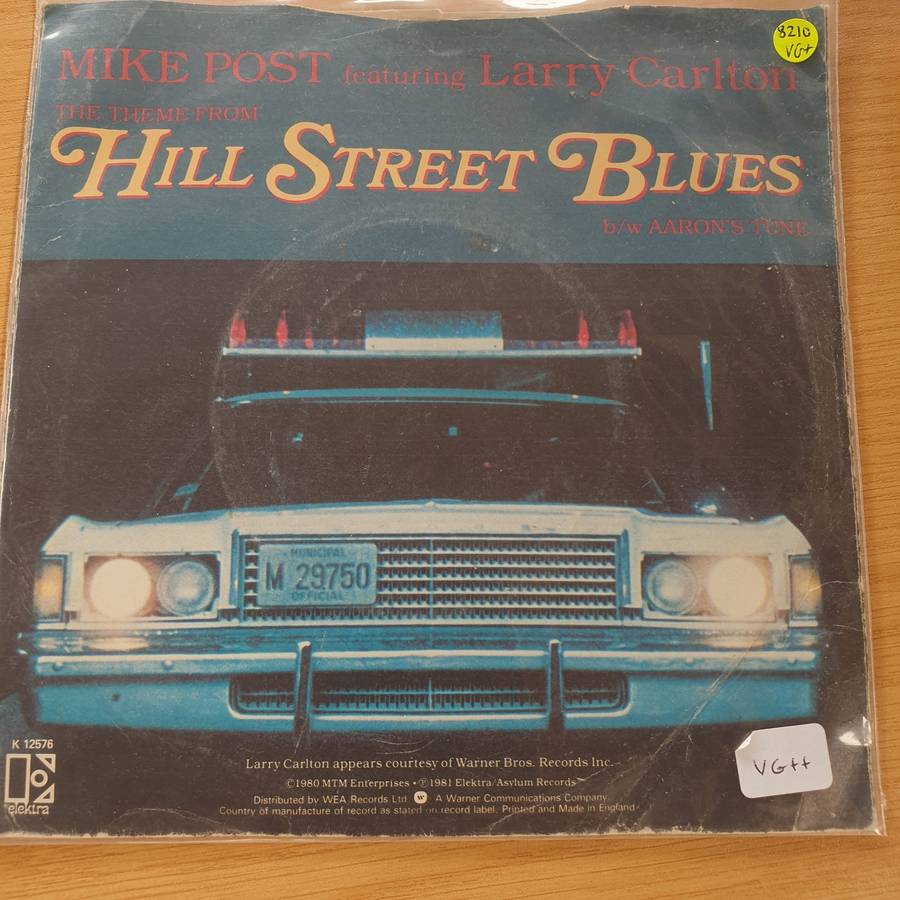 8210
VG+
MIKE POST featuring Larry Carlton
THE THEME FROM
HILL STREET BLUES
b/w AARON'S TUNE
MUNICIPAL
M 29750
OFFICIAL
K 12576
elektra
VG++
Larry Carlton appears courtesy of Warner Bros. Records Inc.
©1980 MTM Enterprises • ℗1981 Elektra/Asylum Records
Distributed by WEA Records Ltd w A Warner Communications Company
Country of manufacture of record as stated on record label. Printed and Made in England